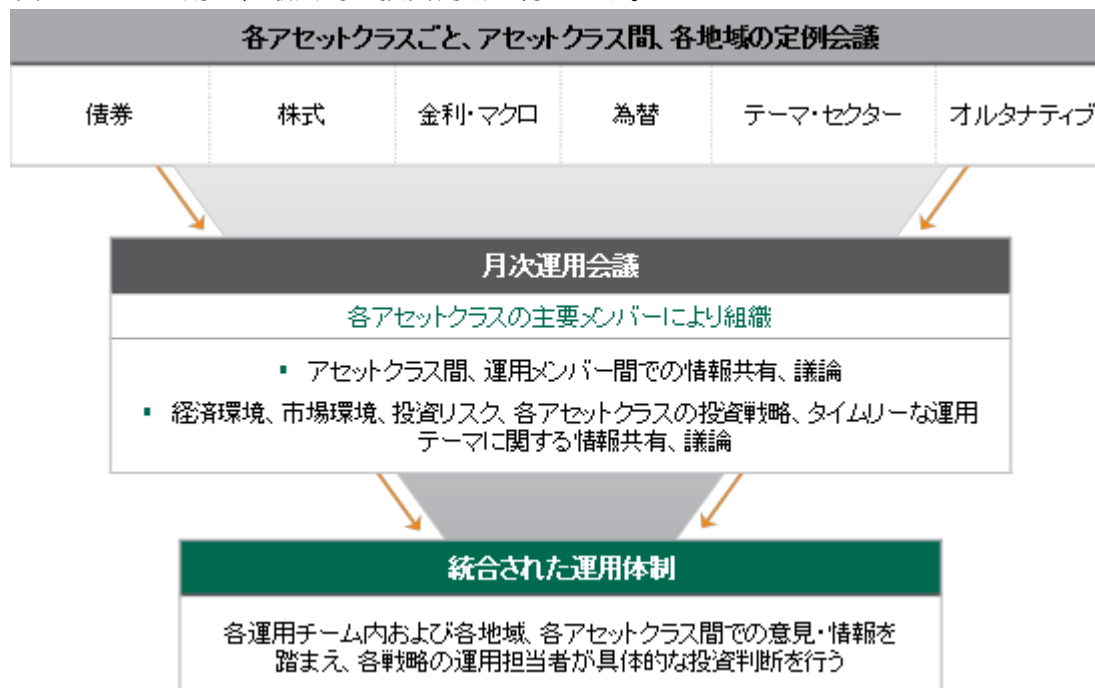 各アセットクラスごと、アセットクラス間、各地域の定例会議
債券 株式 金利・マクロ 為替 テーマ・セクター オルタナティブ
月次運用会議
各アセットクラスの主要メンバーにより組織
▪ アセットクラス間、運用メンバー間での情報共有、議論
▪ 経済環境、市場環境、投資リスク、各アセットクラスの投資戦略、タイムリーな運用
テーマに関する情報共有、議論
統合された運用体制
各運用チーム内および各地域、各アセットクラス間での意見・情報を
踏まえ、各戦略の運用担当者が具体的な投資判断を行う